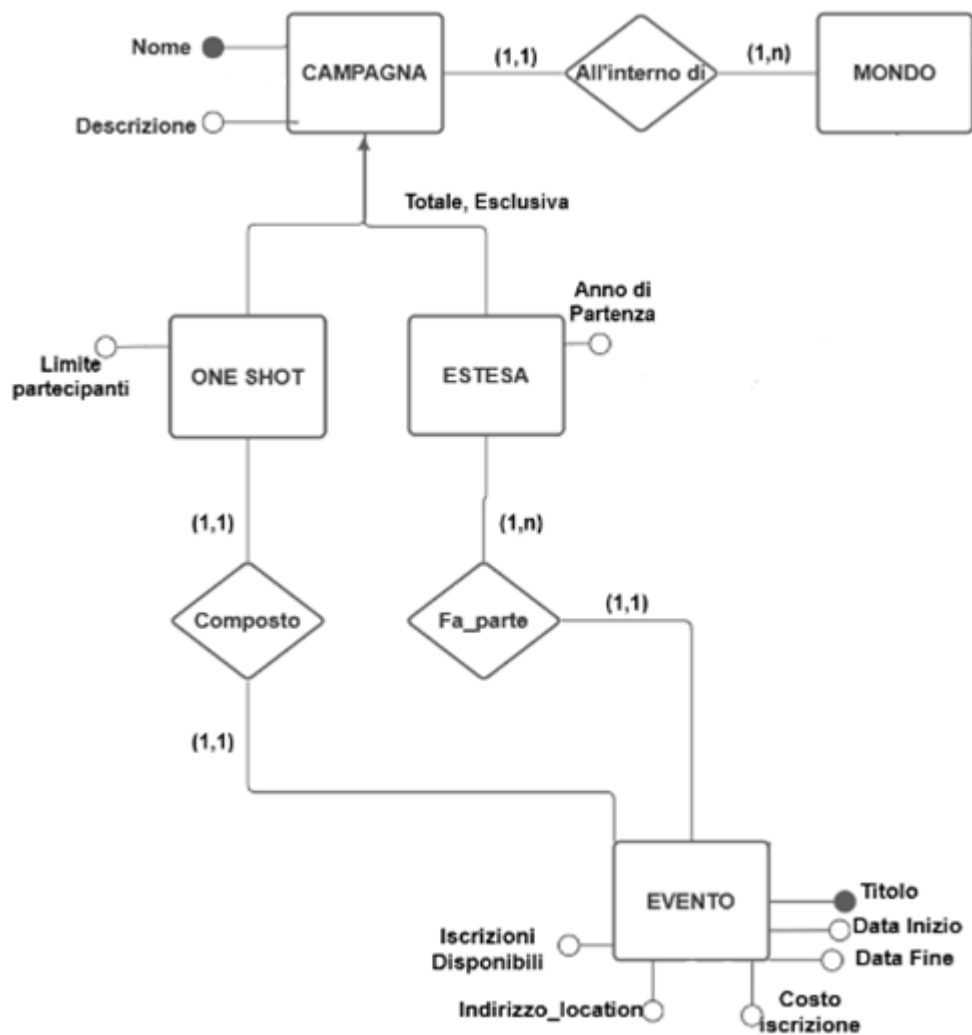 Nome
CAMPAGNA
(1,1)
All'interno di
(1,n)
MONDO
Descrizione
Totale, Esclusiva
Anno di
Partenza
Limite
partecipanti
ONE SHOT
ESTESA
(1,1)
(1,n)
Composto
Fa_parte
(1,1)
(1,1)
EVENTO
Titolo
Data Inizio
Data Fine
Iscrizioni
Disponibili
Indirizzo_location
Costo
iscrizione